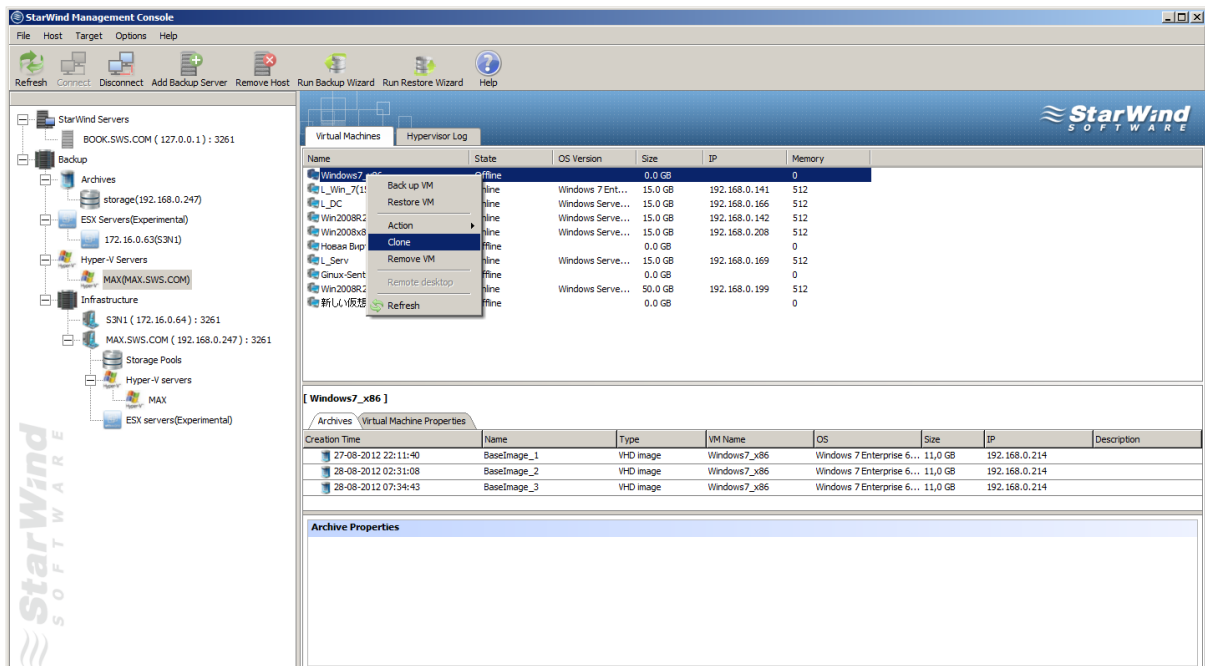 StarWind Management Console
File Host Target Options Help
Refresh Connect Disconnect Add Backup Server Remove Host Run Backup Wizard Run Restore Wizard Help
StarWind Servers
BOOK.SWS.COM ( 127.0.0.1 ) : 3261
Backup
Archives
storage(192.168.0.247)
ESX Servers(Experimental)
172.16.0.63(S3N1)
Hyper-V Servers
MAX(MAX.SWS.COM)
Infrastructure
S3N1 ( 172.16.0.64 ) : 3261
MAX.SWS.COM ( 192.168.0.247 ) : 3261
Storage Pools
Hyper-V servers
MAX
ESX servers(Experimental)
StarWind
SOFTWARE
StarWind
SOFTWARE
Virtual Machines Hypervisor Log
Name State OS Version Size IP Memory
Windows7_x86 Offline 0.0 GB 0
L_Win_7(1 nline Windows 7 Ent... 15.0 GB 192.168.0.141 512
L_DC nline Windows Serve... 15.0 GB 192.168.0.166 512
Win2008R2 nline Windows Serve... 15.0 GB 192.168.0.142 512
Win2008x8 nline Windows Serve... 15.0 GB 192.168.0.208 512
Новая Вир ffline 0.0 GB 0
L_Serv nline Windows Serve... 15.0 GB 192.168.0.169 512
Ginux-Sent ffline 0.0 GB 0
Win2008R2 nline Windows Serve... 50.0 GB 192.168.0.199 512
新しい仮想 ffline 0.0 GB 0
Back up VM
Restore VM
Action
Clone
Remove VM
Remote desktop
Refresh
[ Windows7_x86 ]
Archives Virtual Machine Properties
Creation Time Name Type VM Name OS Size IP Description
27-08-2012 22:11:40 BaseImage_1 VHD image Windows7_x86 Windows 7 Enterprise 6... 11,0 GB 192.168.0.214
28-08-2012 02:31:08 BaseImage_2 VHD image Windows7_x86 Windows 7 Enterprise 6... 11,0 GB 192.168.0.214
28-08-2012 07:34:43 BaseImage_3 VHD image Windows7_x86 Windows 7 Enterprise 6... 11,0 GB 192.168.0.214
Archive Properties